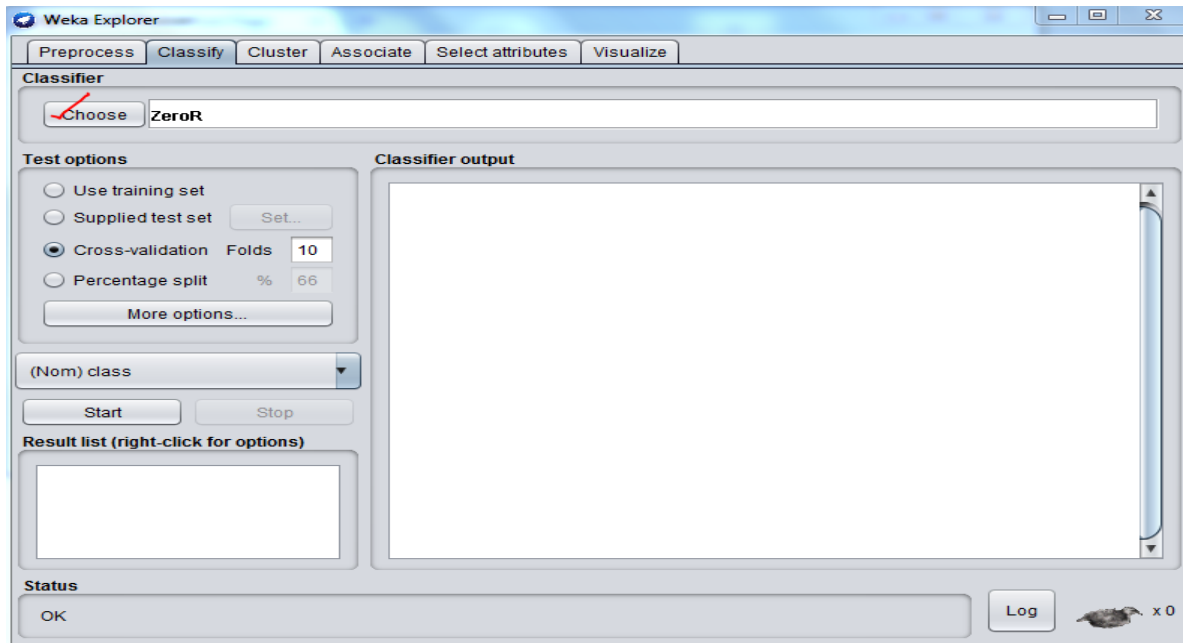 Weka Explorer
Preprocess Classify Cluster Associate Select attributes Visualize
Classifier
Choose ZeroR
Test options
Use training set
Supplied test set Set...
Cross-validation Folds 10
Percentage split % 66
More options...
(Nom) class
Start Stop
Result list (right-click for options)
Classifier output
Status
OK
Log x 0